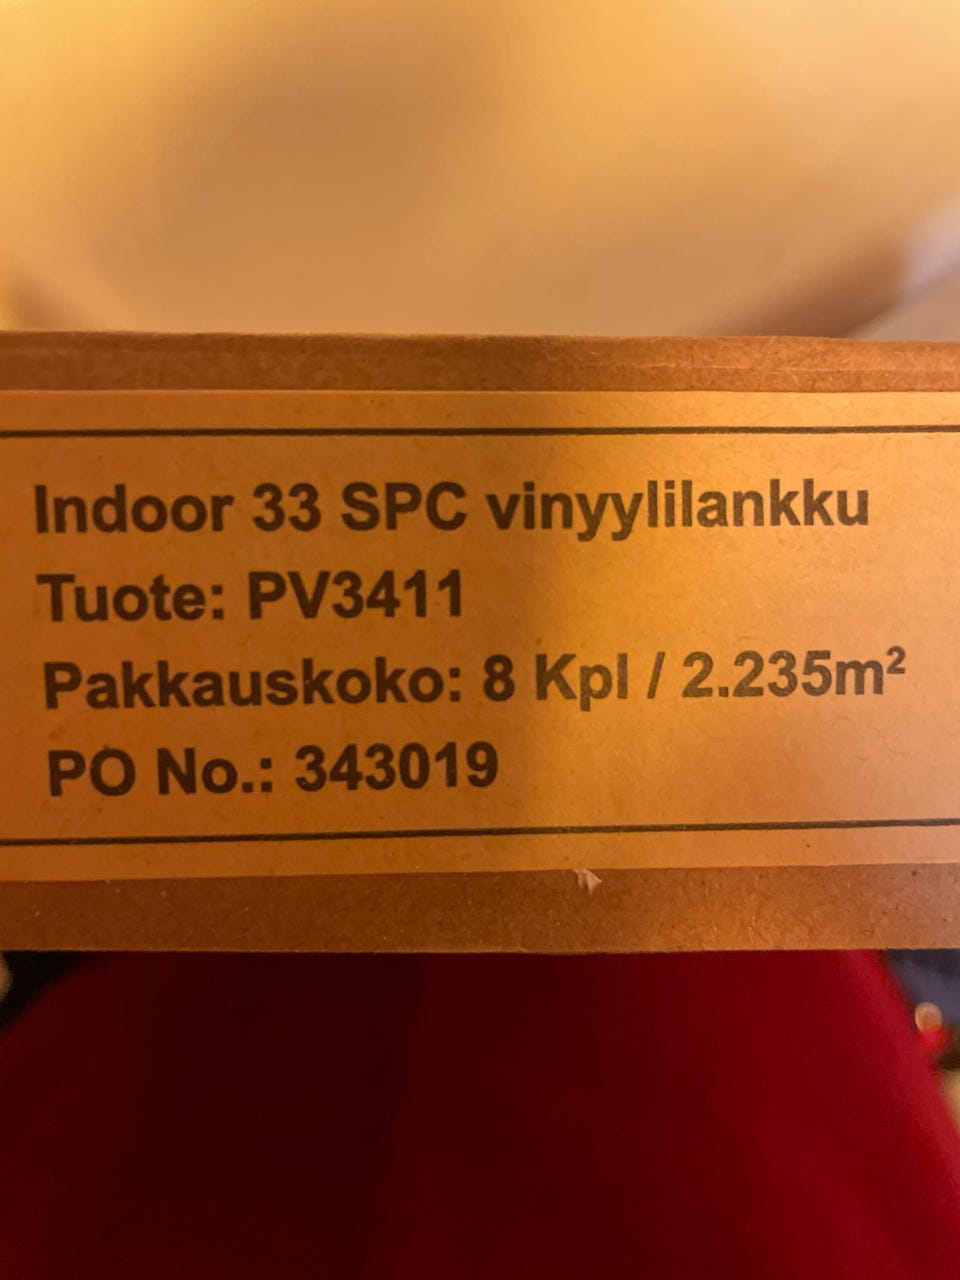 Indoor 33 SPC vinyylilankku
Tuote: PV3411
Pakkauskoko: 8 Kpl / 2.235m²
PO No.: 343019